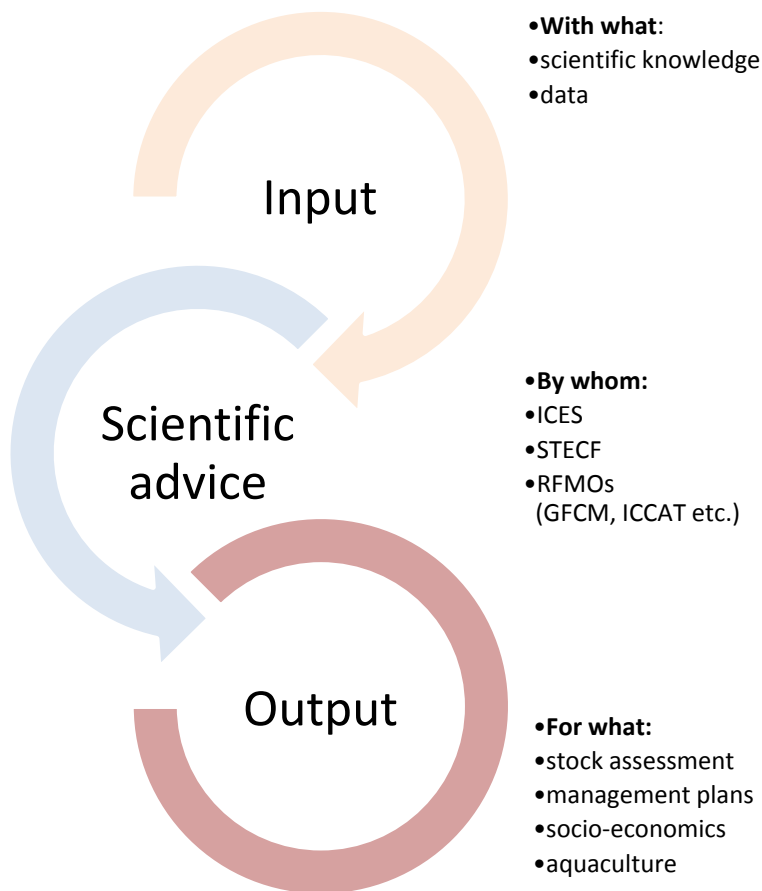 •With what:
•scientific knowledge
•data
Input
•By whom:
•ICES
•STECF
•RFMOs
(GFCM, ICCAT etc.)
Scientific
advice
Output
•For what:
•stock assessment
•management plans
•socio-economics
•aquaculture